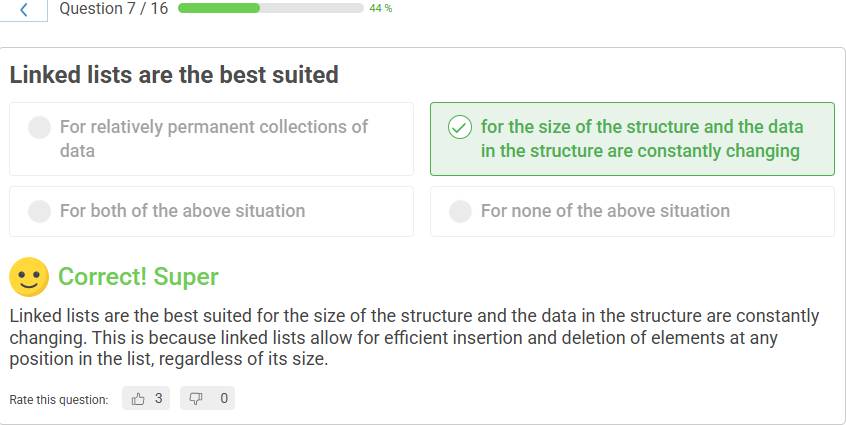 Question 7 / 16
44 %
Linked lists are the best suited
For relatively permanent collections of
data
for the size of the structure and the data
in the structure are constantly changing
For both of the above situation
For none of the above situation
Correct! Super
Linked lists are the best suited for the size of the structure and the data in the structure are constantly
changing. This is because linked lists allow for efficient insertion and deletion of elements at any
position in the list, regardless of its size.
Rate this question:
3
0